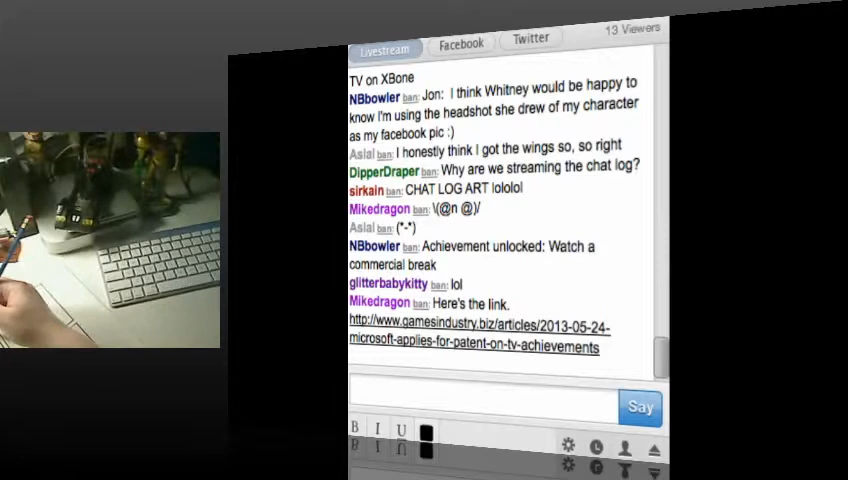 Livestream Facebook Twitter 13 Viewers
TV on XBone
NBbowler ban: Jon: I think Whitney would be happy to
know I'm using the headshot she drew of my character
as my facebook pic :)
Aslal ban: I honestly think I got the wings so, so right
DipperDraper ban: Why are we streaming the chat log?
sirkain ban: CHAT LOG ART lololol
Mikedragon ban: \(@n @)/
Aslal ban: (*-*)
NBbowler ban: Achievement unlocked: Watch a
commercial break
glitterbabykitty ban: lol
Mikedragon ban: Here's the link.
http://www.gamesindustry.biz/articles/2013-05-24-
microsoft-applies-for-patent-on-tv-achievements
Say
B I U